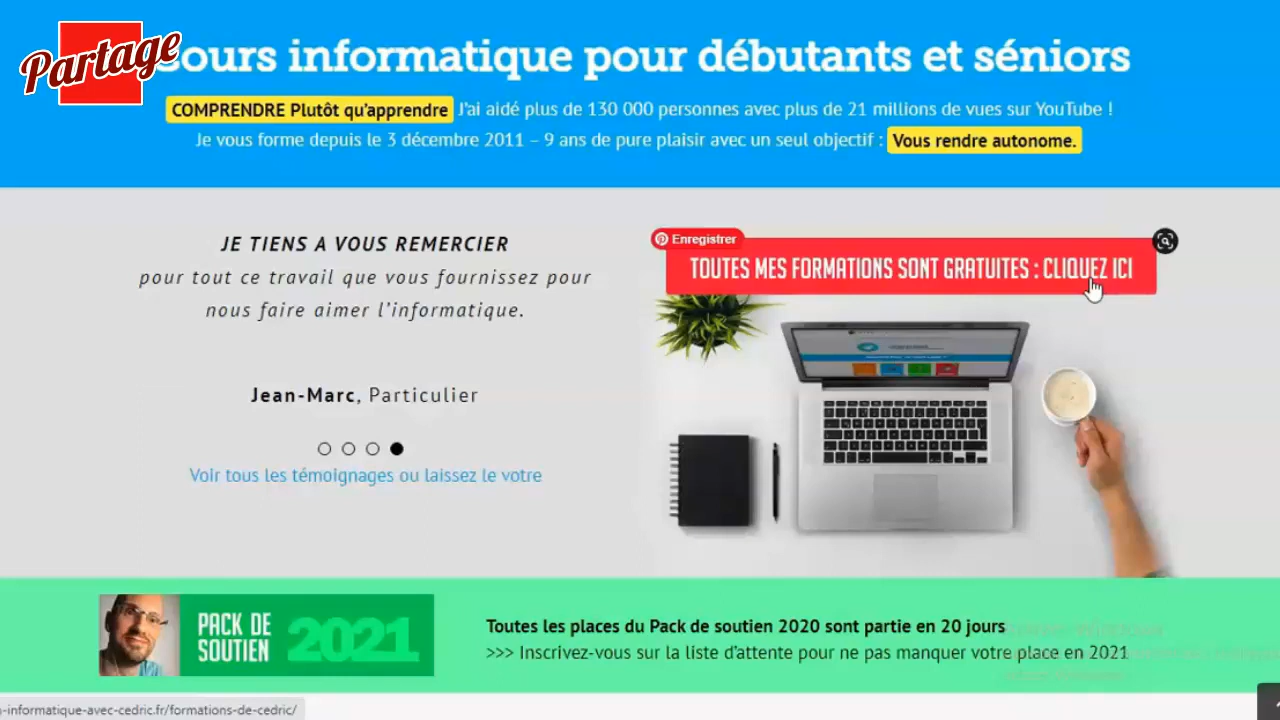 Partage
Cours informatique pour débutants et séniors
COMPRENDRE Plutôt qu'apprendre J'ai aidé plus de 130 000 personnes avec plus de 21 millions de vues sur YouTube !
Je vous forme depuis le 3 décembre 2011 – 9 ans de pure plaisir avec un seul objectif : Vous rendre autonome.
JE TIENS A VOUS REMERCIER
pour tout ce travail que vous fournissez pour
nous faire aimer l'informatique.
Jean-Marc, Particulier
Voir tous les témoignages ou laissez le votre
Enregistrer
TOUTES MES FORMATIONS SONT GRATUITES : CLIQUEZ ICI
PACK DE
SOUTIEN
2021
Toutes les places du Pack de soutien 2020 sont partie en 20 jours
>>> Inscrivez-vous sur la liste d'attente pour ne pas manquer votre place en 2021
-informatique-avec-cedric.fr/formations-de-cedric/